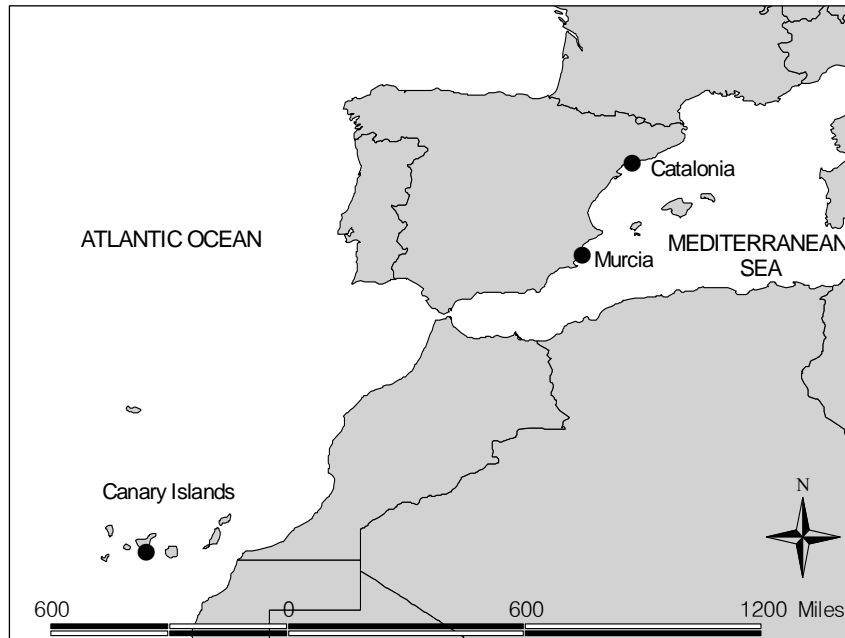 Catalonia
ATLANTIC OCEAN
MEDITERRANEAN
SEA
Murcia
Canary Islands
N
600 0 600 1200 Miles